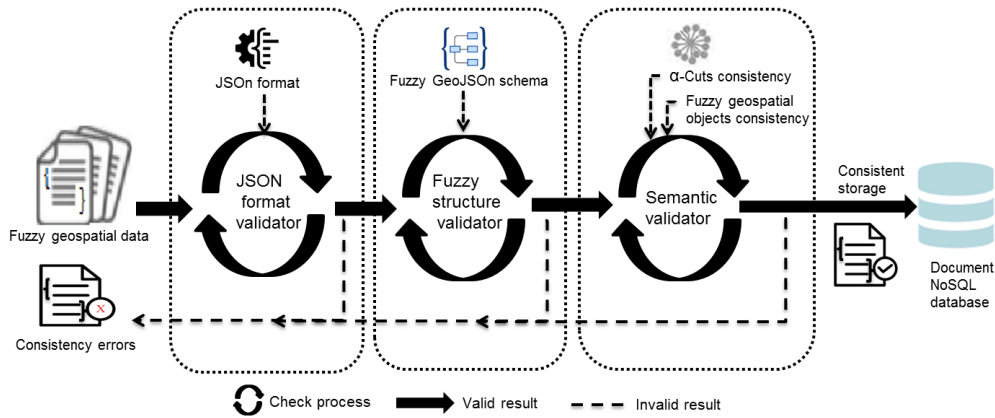 JSOn format
Fuzzy GeoJSOn schema
α-Cuts consistency
Fuzzy geospatial
objects consistency
JSON
format
validator
Fuzzy
structure
validator
Semantic
validator
Consistent
storage
Fuzzy geospatial data
X
Consistency errors
Document
NoSQL
database
Check process
Valid result
Invalid result